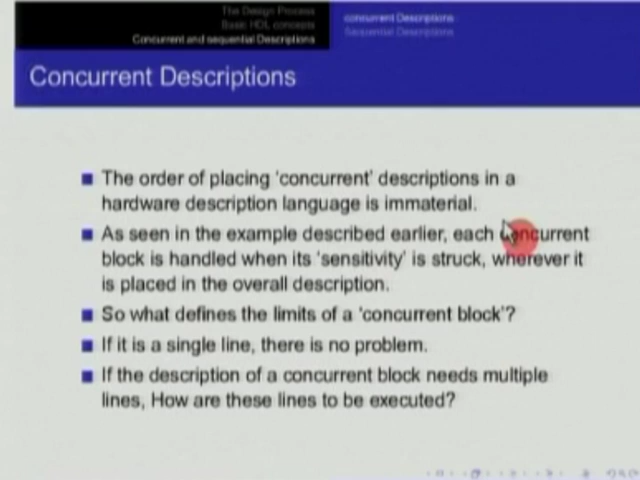 The Design Process
Basic HDL concepts
Concurrent and sequential Descriptions
concurrent Descriptions
Sequential Descriptions
Concurrent Descriptions
The order of placing 'concurrent' descriptions in a
hardware description language is immaterial.
As seen in the example described earlier, each concurrent
block is handled when its 'sensitivity' is struck, wherever it
is placed in the overall description.
So what defines the limits of a 'concurrent block'?
If it is a single line, there is no problem.
If the description of a concurrent block needs multiple
lines, How are these lines to be executed?